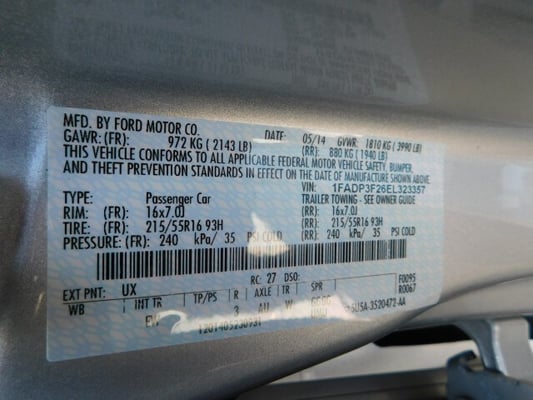 MFD. BY FORD MOTOR CO.
DATE: 05/14 GVWR: 1810 KG ( 3990 LB)
GAWR: (FR): 972 KG ( 2143 LB) (RR): 880 KG ( 1940 LB)
THIS VEHICLE CONFORMS TO ALL APPLICABLE FEDERAL MOTOR VEHICLE SAFETY, BUMPER,
AND THEFT PREVENTION STANDARDS IN EFFECT ON THE DATE OF MANUFACTURE SHOWN ABOVE.
VIN: 1FADP3F26EL323357
TYPE: Passenger Car TRAILER TOWING - SEE OWNER GUIDE
RIM: (FR): 16x7.0J (RR): 16x7.0J
TIRE: (FR): 215/55R16 93H (RR): 215/55R16 93H
PRESSURE: (FR): 240 kPa/ 35 PSI COLD (RR): 240 kPa/ 35 PSI COLD
RC: 27 DSO: F0095
EXT PNT: UX R0067
WB INT TR TP/PS R AXLE TR SPR
3 W
5U5A-3520472-AA